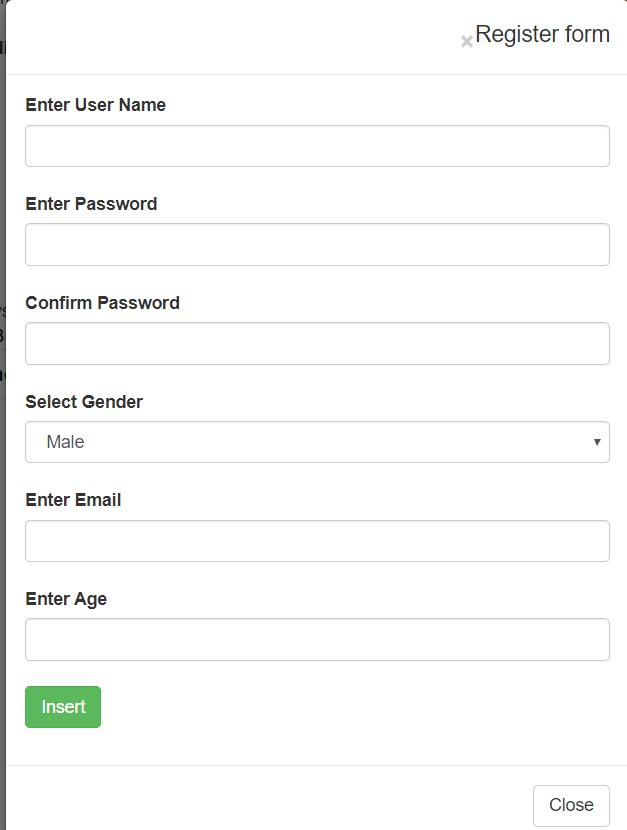 ×Register form
Enter User Name
Enter Password
Confirm Password
Select Gender
Male
Enter Email
Enter Age
Insert
Close